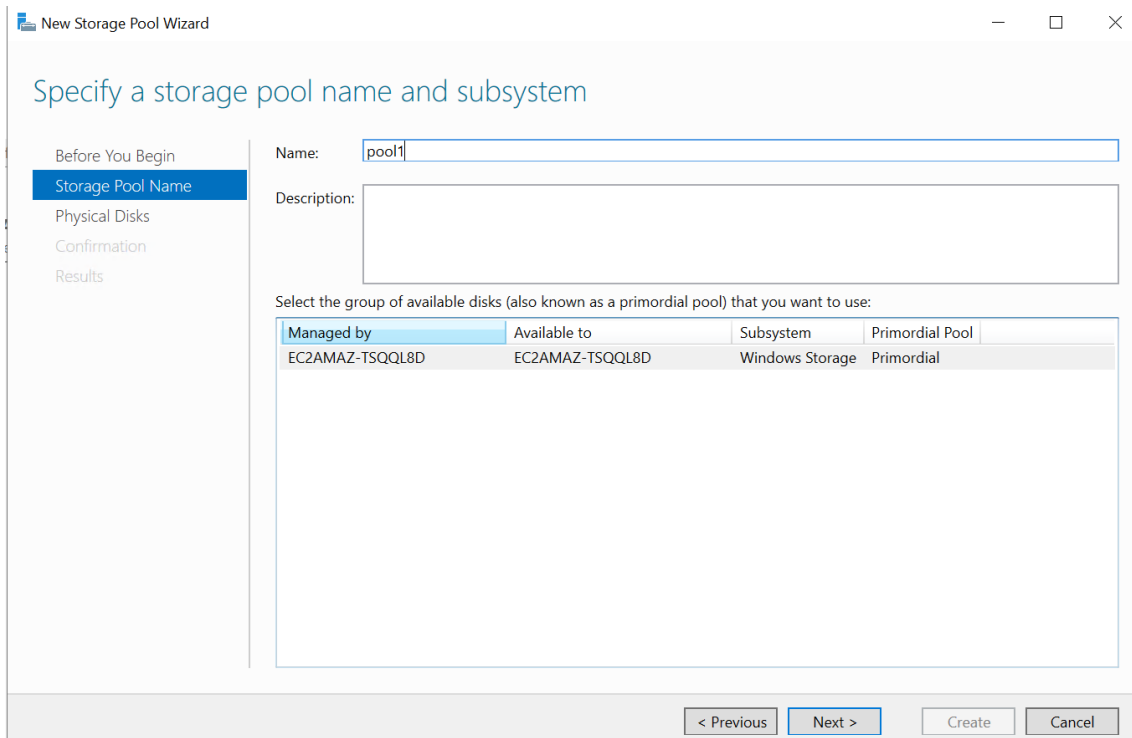 New Storage Pool Wizard
Specify a storage pool name and subsystem
Before You Begin
Storage Pool Name
Physical Disks
Confirmation
Results
Name: pool1
Description:
Select the group of available disks (also known as a primordial pool) that you want to use:
Managed by Available to Subsystem Primordial Pool
EC2AMAZ-TSQQL8D EC2AMAZ-TSQQL8D Windows Storage Primordial
< Previous Next > Create Cancel